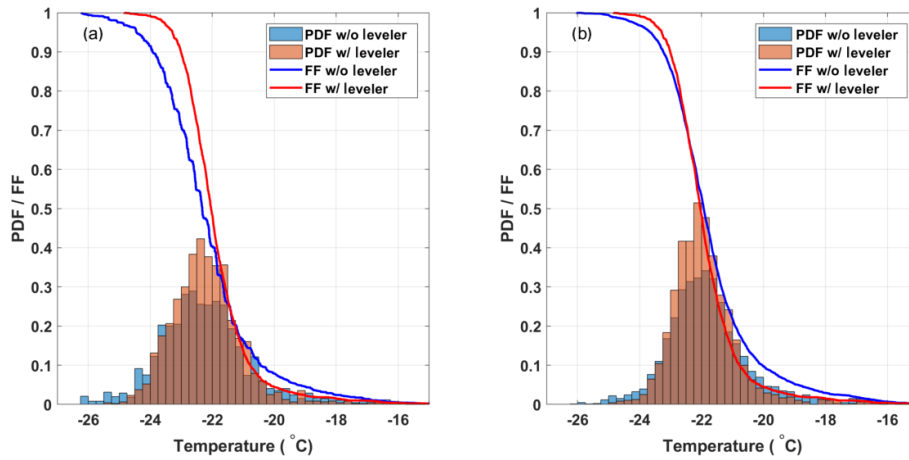 (a)
PDF w/o leveler
PDF w/ leveler
FF w/o leveler
FF w/ leveler
PDF / FF
1
0.9
0.8
0.7
0.6
0.5
0.4
0.3
0.2
0.1
0
-26 -24 -22 -20 -18 -16
Temperature ( °C)
(b)
PDF w/o leveler
PDF w/ leveler
FF w/o leveler
FF w/ leveler
PDF / FF
1
0.9
0.8
0.7
0.6
0.5
0.4
0.3
0.2
0.1
0
-26 -24 -22 -20 -18 -16
Temperature ( °C)